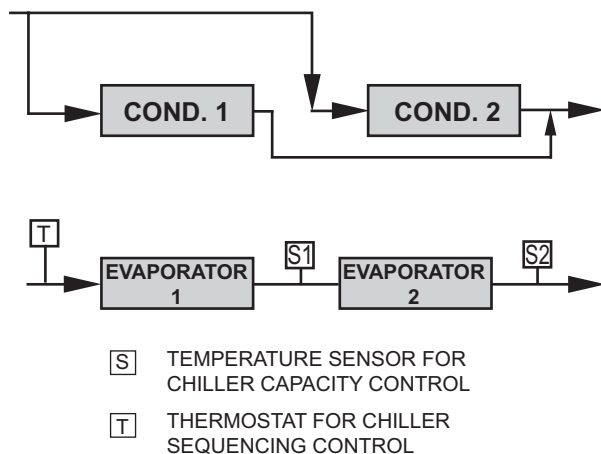 COND. 1
COND. 2
T
S1
S2
EVAPORATOR
1
EVAPORATOR
2
S TEMPERATURE SENSOR FOR
CHILLER CAPACITY CONTROL
T THERMOSTAT FOR CHILLER
SEQUENCING CONTROL